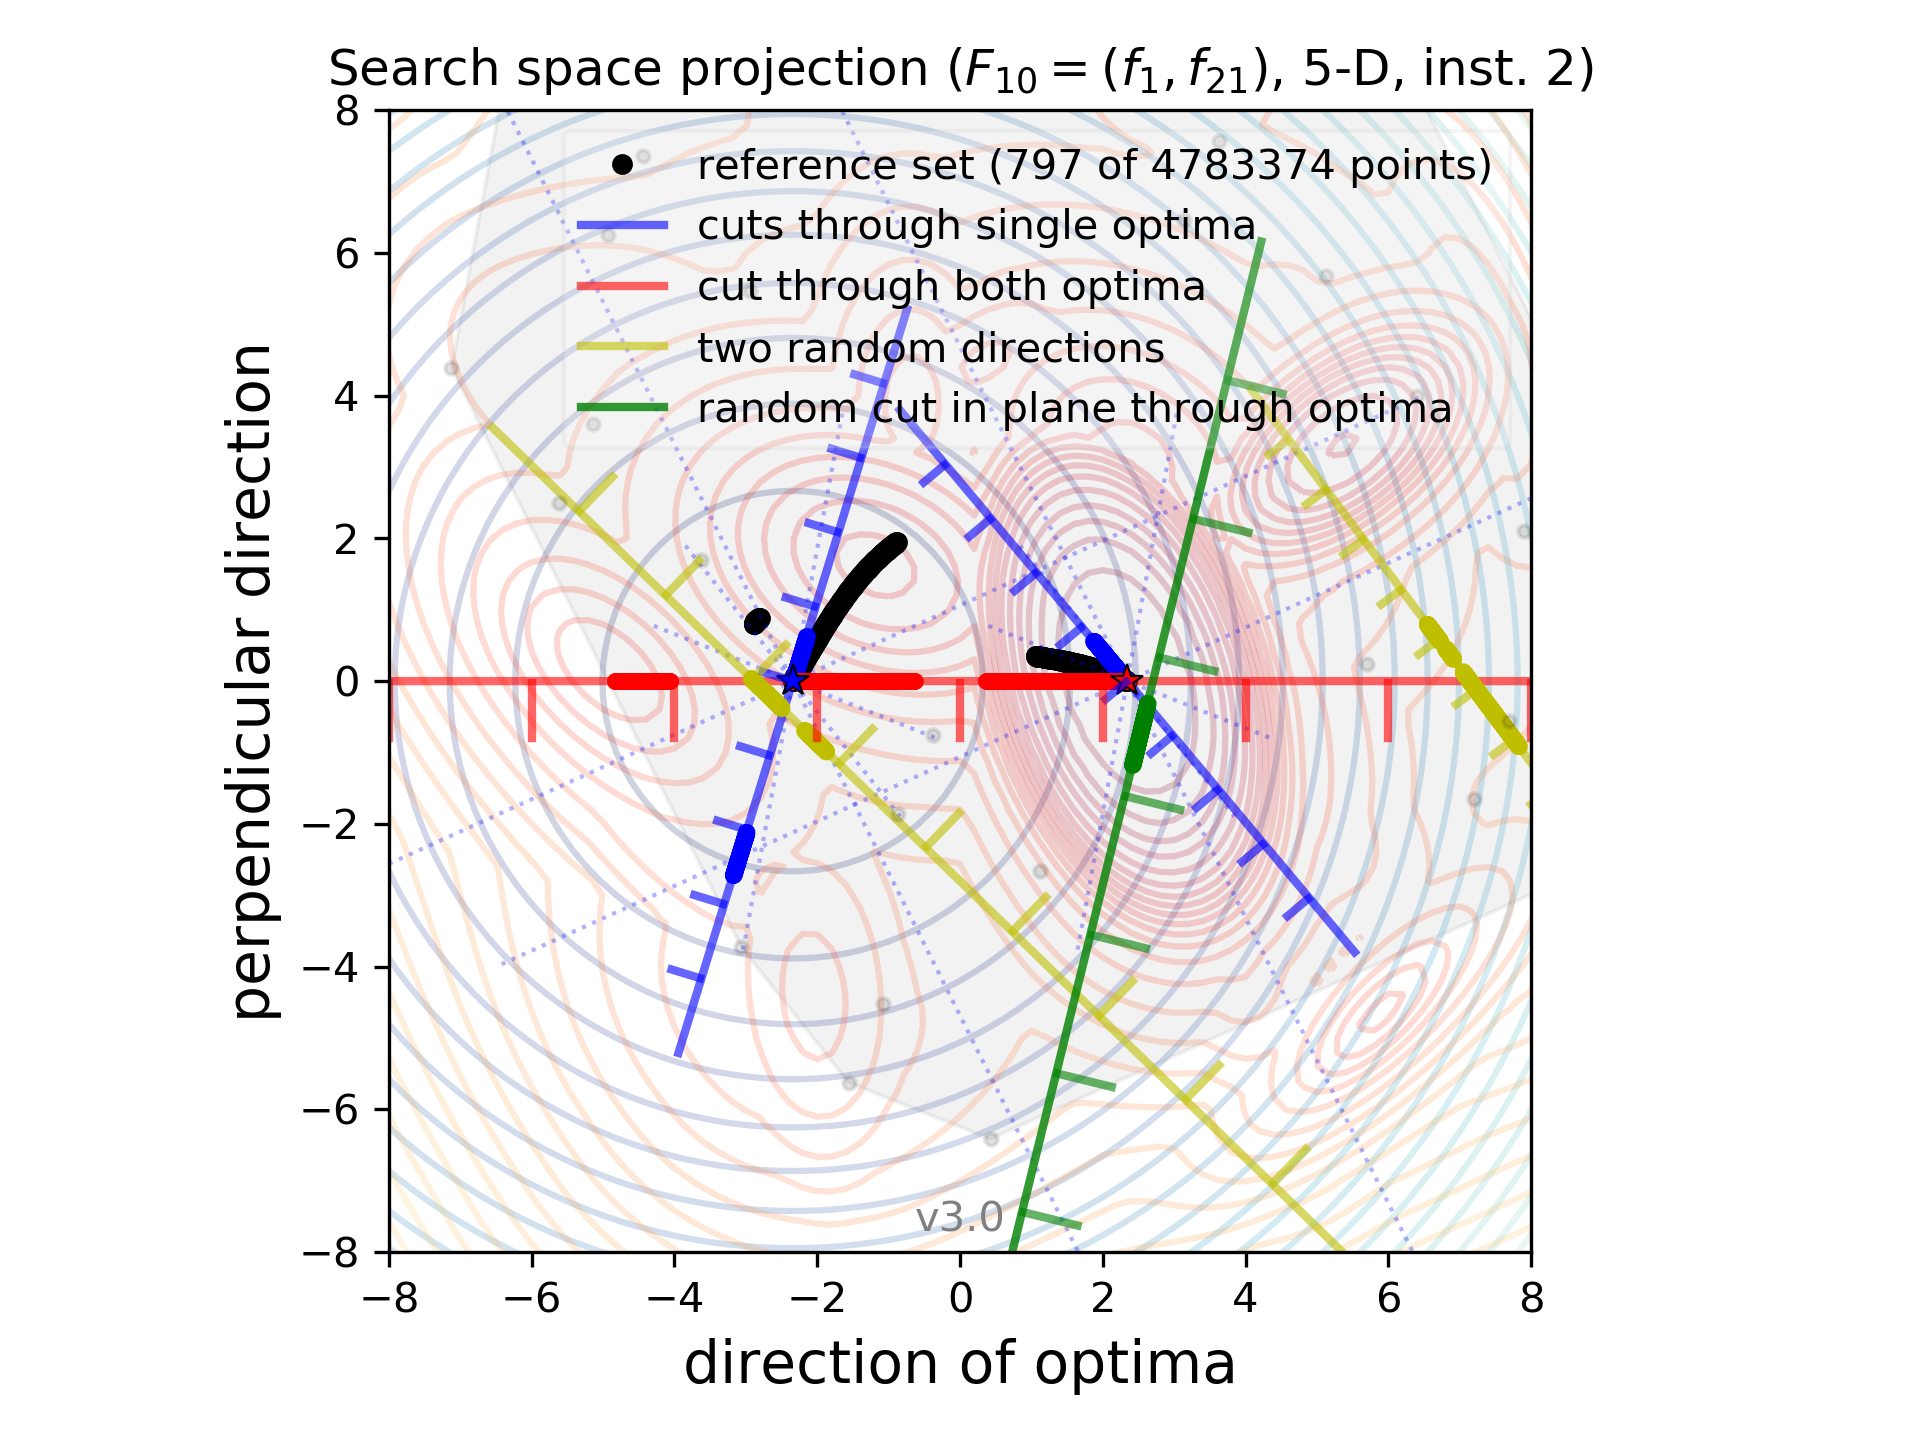 Search space projection (F₁₀ = (f₁, f₂₁), 5-D, inst. 2)
reference set (797 of 4783374 points)
cuts through single optima
cut through both optima
two random directions
random cut in plane through optima
8
6
4
2
0
−2
−4
−6
−8
perpendicular direction
v3.0
−8 −6 −4 −2 0 2 4 6 8
direction of optima